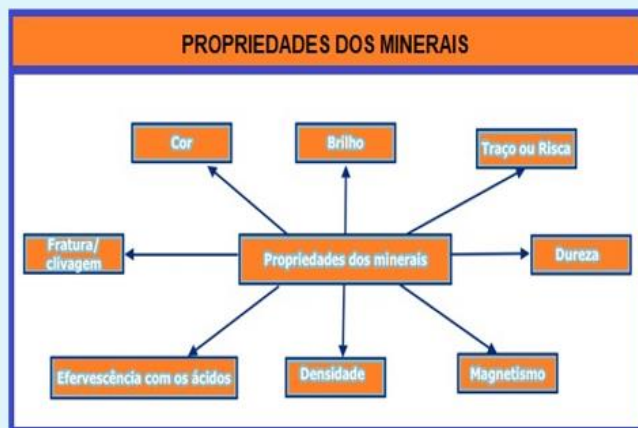 PROPRIEDADES DOS MINERAIS
Cor
Brilho
Traço ou Risca
Fratura/
clivagem
Propriedades dos minerais
Dureza
Efervescência com os ácidos
Densidade
Magnetismo